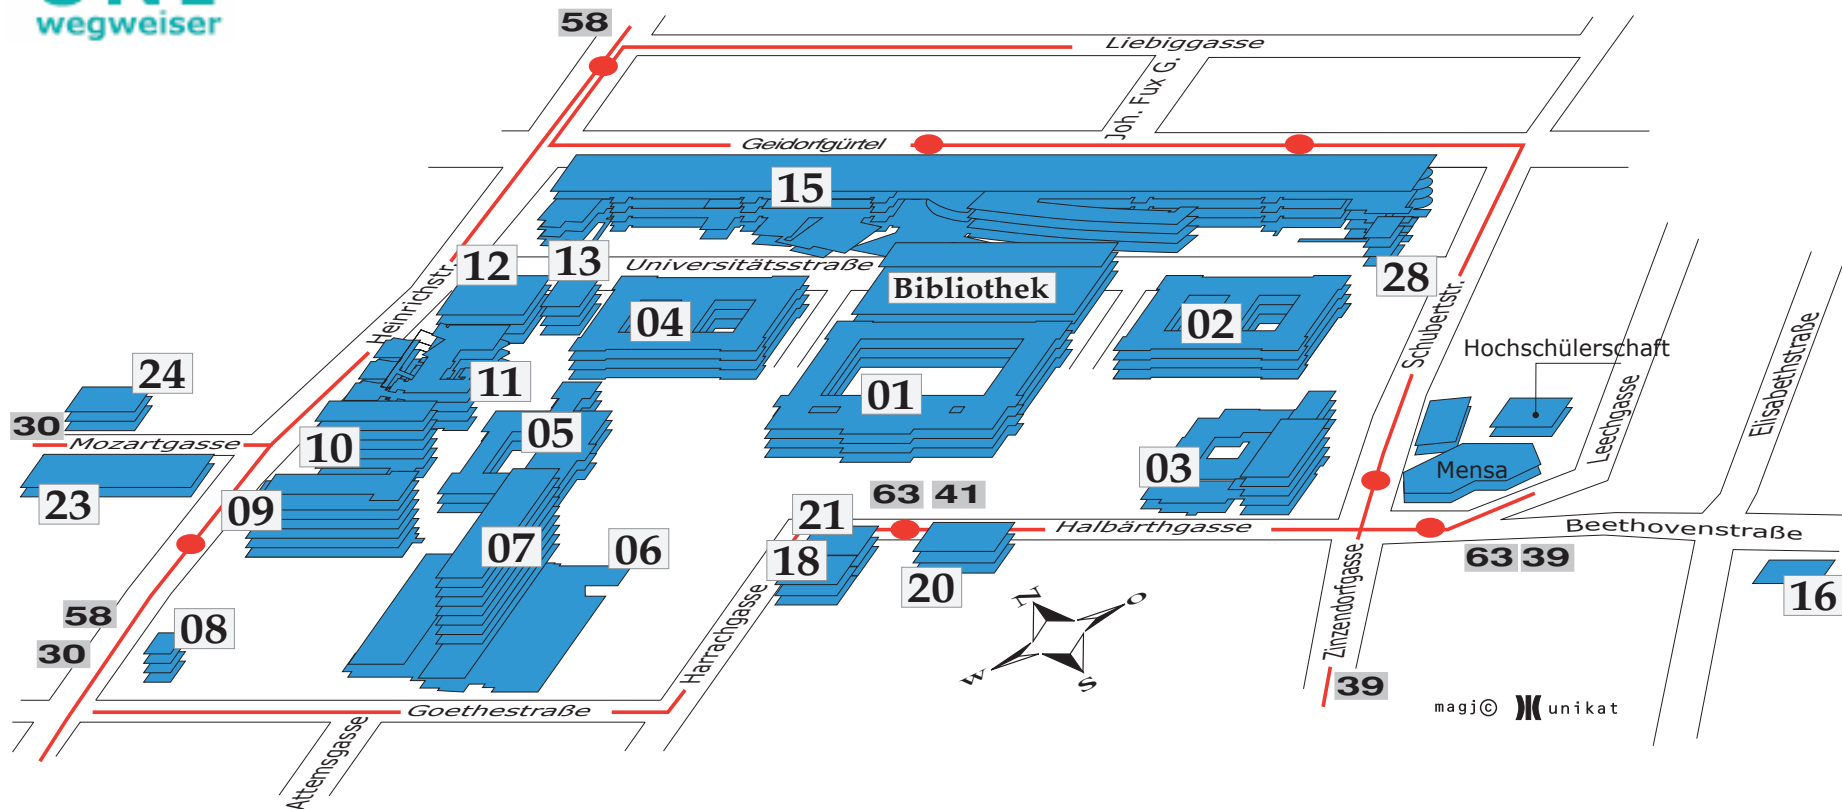 UNI
wegweiser
58
Liebiggasse
Joh. Fux G.
Geidorfgürtel
15
12
13
Universitätsstraße
Bibliothek
28
Heinrichstr.
04
02
Schubertstr.
Hochschülerschaft
Leechgasse
Elisabethstraße
24
11
01
30
Mozartgasse
10
05
03
Mensa
23
09
63 41
21
Halbärthgasse
Beethovenstraße
07
06
18
20
63 39
16
Zinzendorfgasse
58
08
30
Harrachgasse
N
O
W
S
39
Goethestraße
Attemsgasse
magj© unikat